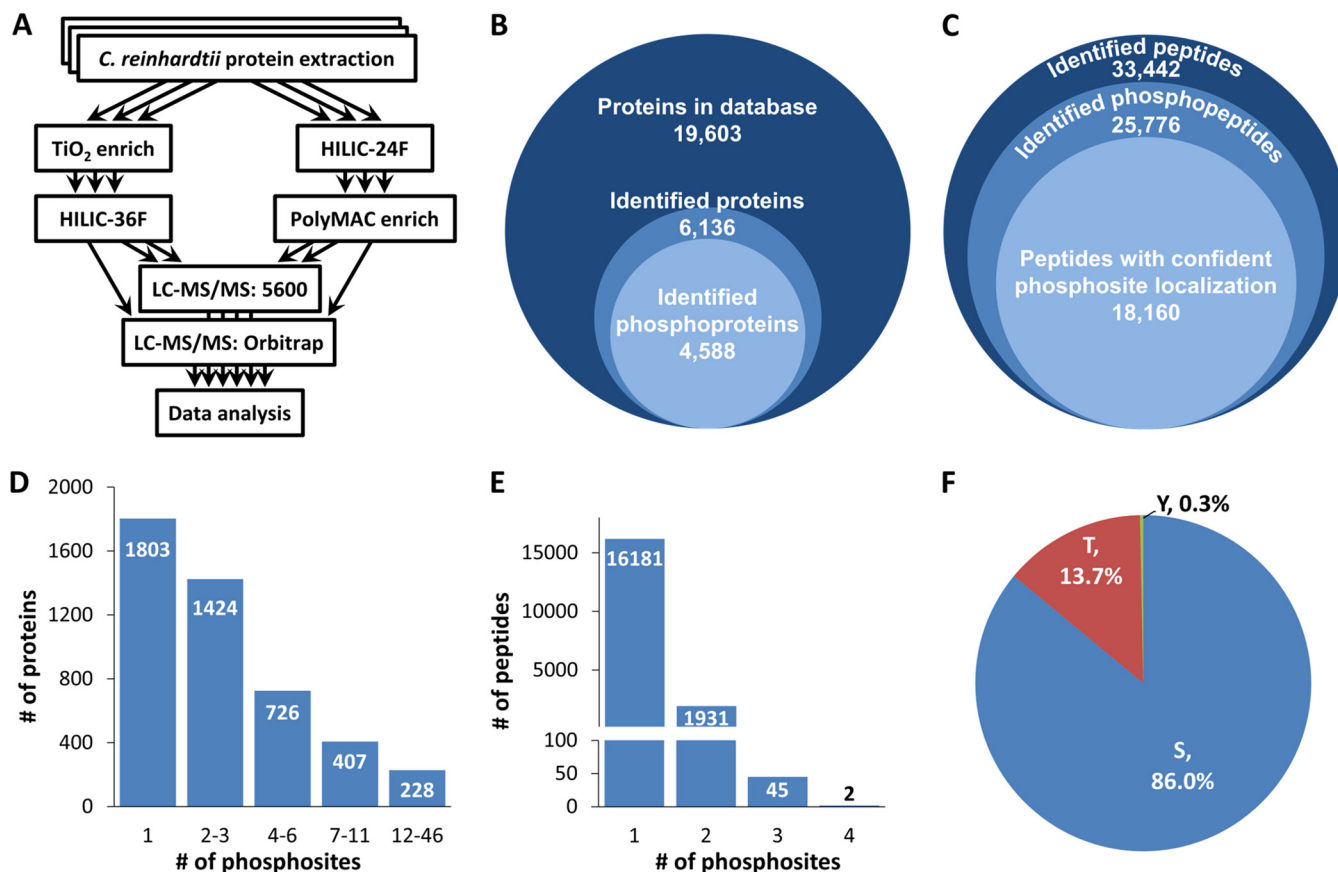 A
C. reinhardtii protein extraction
TiO₂ enrich
HILIC-24F
HILIC-36F
PolyMAC enrich
LC-MS/MS: 5600
LC-MS/MS: Orbitrap
Data analysis
B
Proteins in database
19,603
Identified proteins
6,136
Identified
phosphoproteins
4,588
C
Identified peptides
33,442
Identified phosphopeptides
25,776
Peptides with confident
phosphosite localization
18,160
D
# of proteins
2000
1600
1200
800
400
0
1803
1424
726
407
228
1
2-3
4-6
7-11
12-46
# of phosphosites
E
# of peptides
15000
10000
5000
100
50
0
16181
1931
45
2
1
2
3
4
# of phosphosites
F
Y, 0.3%
T,
13.7%
S,
86.0%